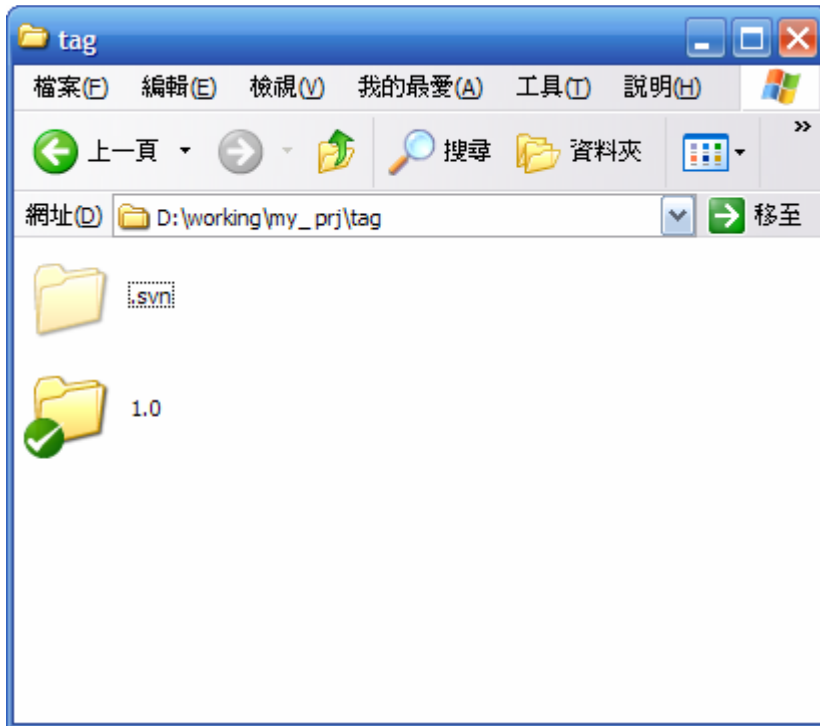 tag
檔案(F) 編輯(E) 檢視(V) 我的最愛(A) 工具(T) 說明(H)
上一頁 搜尋 資料夾 »
網址(D) D:\working\my_prj\tag 移至
.svn
1.0